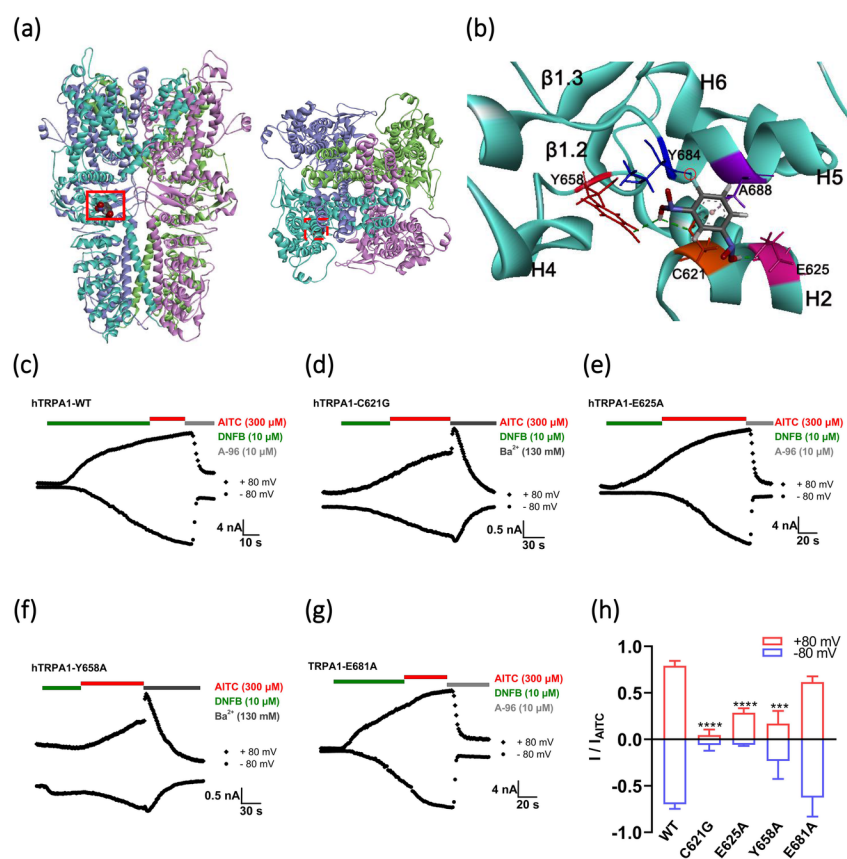 (a)
(b)
β1.3
H6
β1.2
Y684
Y658
A688
H5
H4
C621
E625
H2
(c)
(d)
(e)
hTRPA1-WT
AITC (300 μM)
DNFB (10 μM)
A-96 (10 μM)
+ 80 mV
- 80 mV
4 nA
10 s
hTRPA1-C621G
AITC (300 μM)
DNFB (10 μM)
Ba²⁺ (130 mM)
+ 80 mV
- 80 mV
0.5 nA
30 s
hTRPA1-E625A
AITC (300 μM)
DNFB (10 μM)
A-96 (10 μM)
+ 80 mV
- 80 mV
4 nA
20 s
(f)
(g)
(h)
hTRPA1-Y658A
AITC (300 μM)
DNFB (10 μM)
Ba²⁺ (130 mM)
+ 80 mV
- 80 mV
0.5 nA
30 s
TRPA1-E681A
AITC (300 μM)
DNFB (10 μM)
A-96 (10 μM)
+ 80 mV
- 80 mV
4 nA
20 s
+80 mV
-80 mV
I / I_AITC
1.0
0.5
0.0
-0.5
-1.0
****
****
***
WT
C621G
E625A
Y658A
E681A